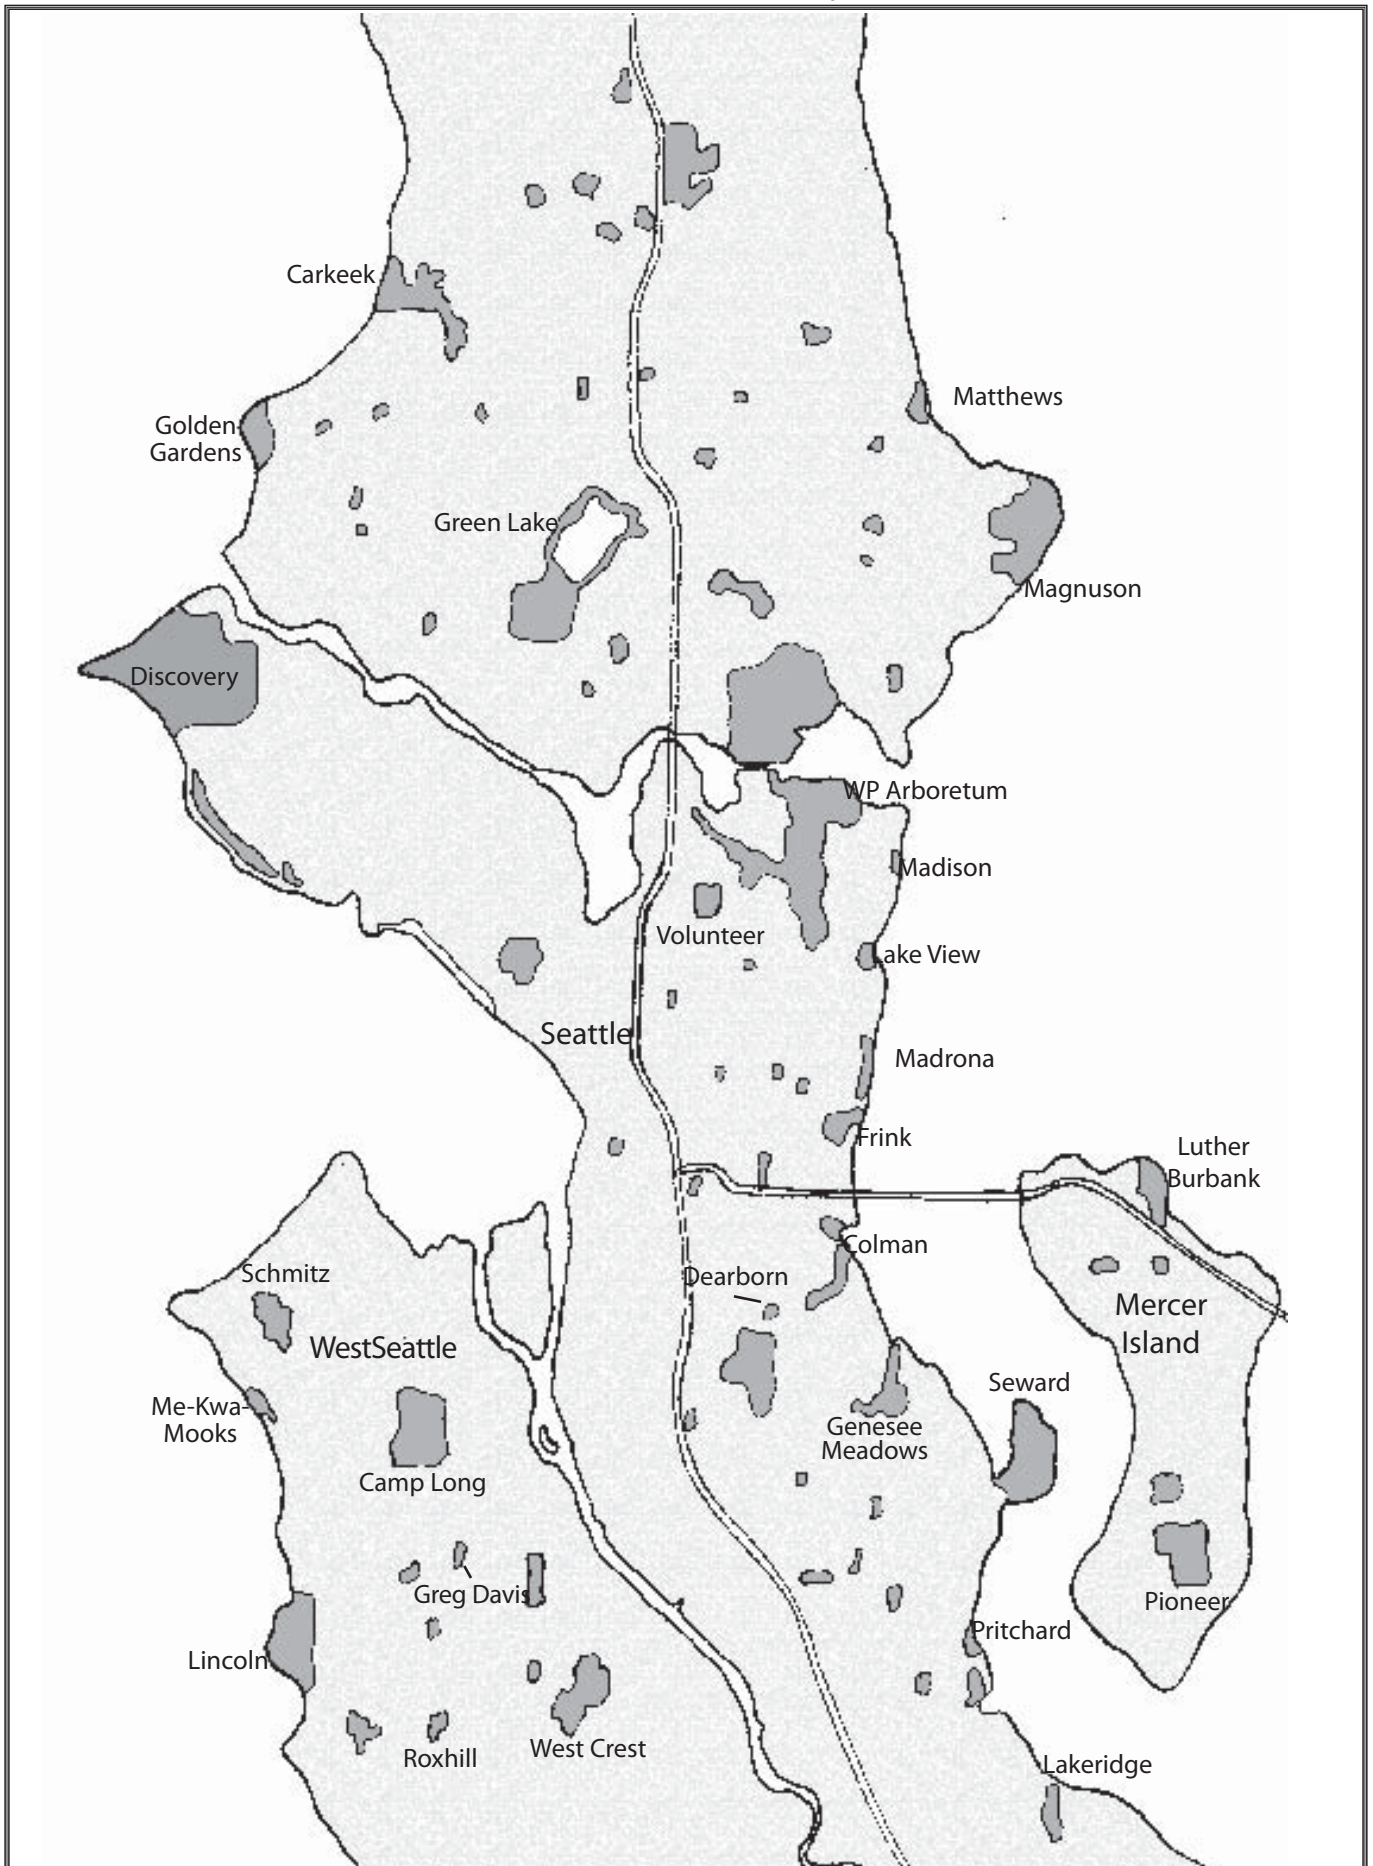 Carkeek
Matthews
Golden
Gardens
Green Lake
Magnuson
Discovery
WP Arboretum
Madison
Volunteer
Lake View
Seattle
Madrona
Frink
Luther
Burbank
Colman
Schmitz
Dearborn
Mercer
Island
WestSeattle
Seward
Me-Kwa-
Mooks
Genesee
Meadows
Camp Long
Greg Davis
Pioneer
Pritchard
Lincoln
West Crest
Roxhill
Lakeridge